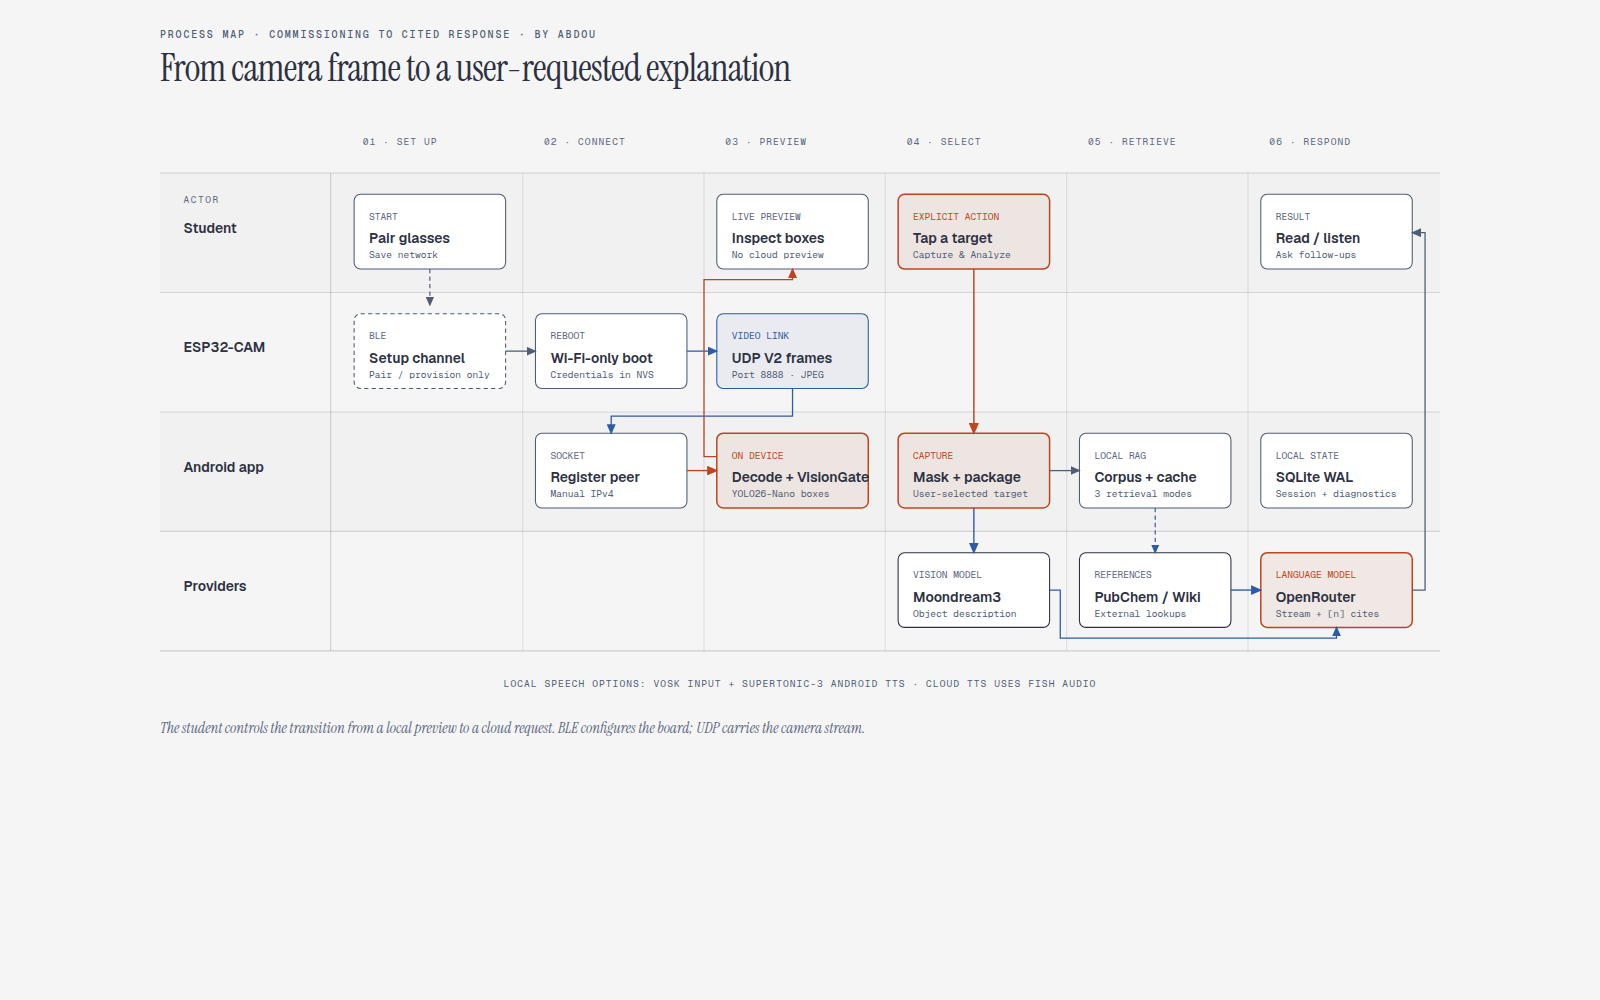 PROCESS MAP · COMMISSIONING TO CITED RESPONSE · BY ABDOU
From camera frame to a user-requested explanation
01 · SET UP
02 · CONNECT
03 · PREVIEW
04 · SELECT
05 · RETRIEVE
06 · RESPOND
ACTOR
Student
START
Pair glasses
Save network
LIVE PREVIEW
Inspect boxes
No cloud preview
EXPLICIT ACTION
Tap a target
Capture & Analyze
RESULT
Read / listen
Ask follow-ups
ESP32-CAM
BLE
Setup channel
Pair / provision only
REBOOT
Wi-Fi-only boot
Credentials in NVS
VIDEO LINK
UDP V2 frames
Port 8888 · JPEG
Android app
SOCKET
Register peer
Manual IPv4
ON DEVICE
Decode + VisionGate
YOLO26-Nano boxes
CAPTURE
Mask + package
User-selected target
LOCAL RAG
Corpus + cache
3 retrieval modes
LOCAL STATE
SQLite WAL
Session + diagnostics
Providers
VISION MODEL
Moondream3
Object description
REFERENCES
PubChem / Wiki
External lookups
LANGUAGE MODEL
OpenRouter
Stream + [n] cites
LOCAL SPEECH OPTIONS: VOSK INPUT + SUPERTONIC-3 ANDROID TTS · CLOUD TTS USES FISH AUDIO
The student controls the transition from a local preview to a cloud request. BLE configures the board; UDP carries the camera stream.